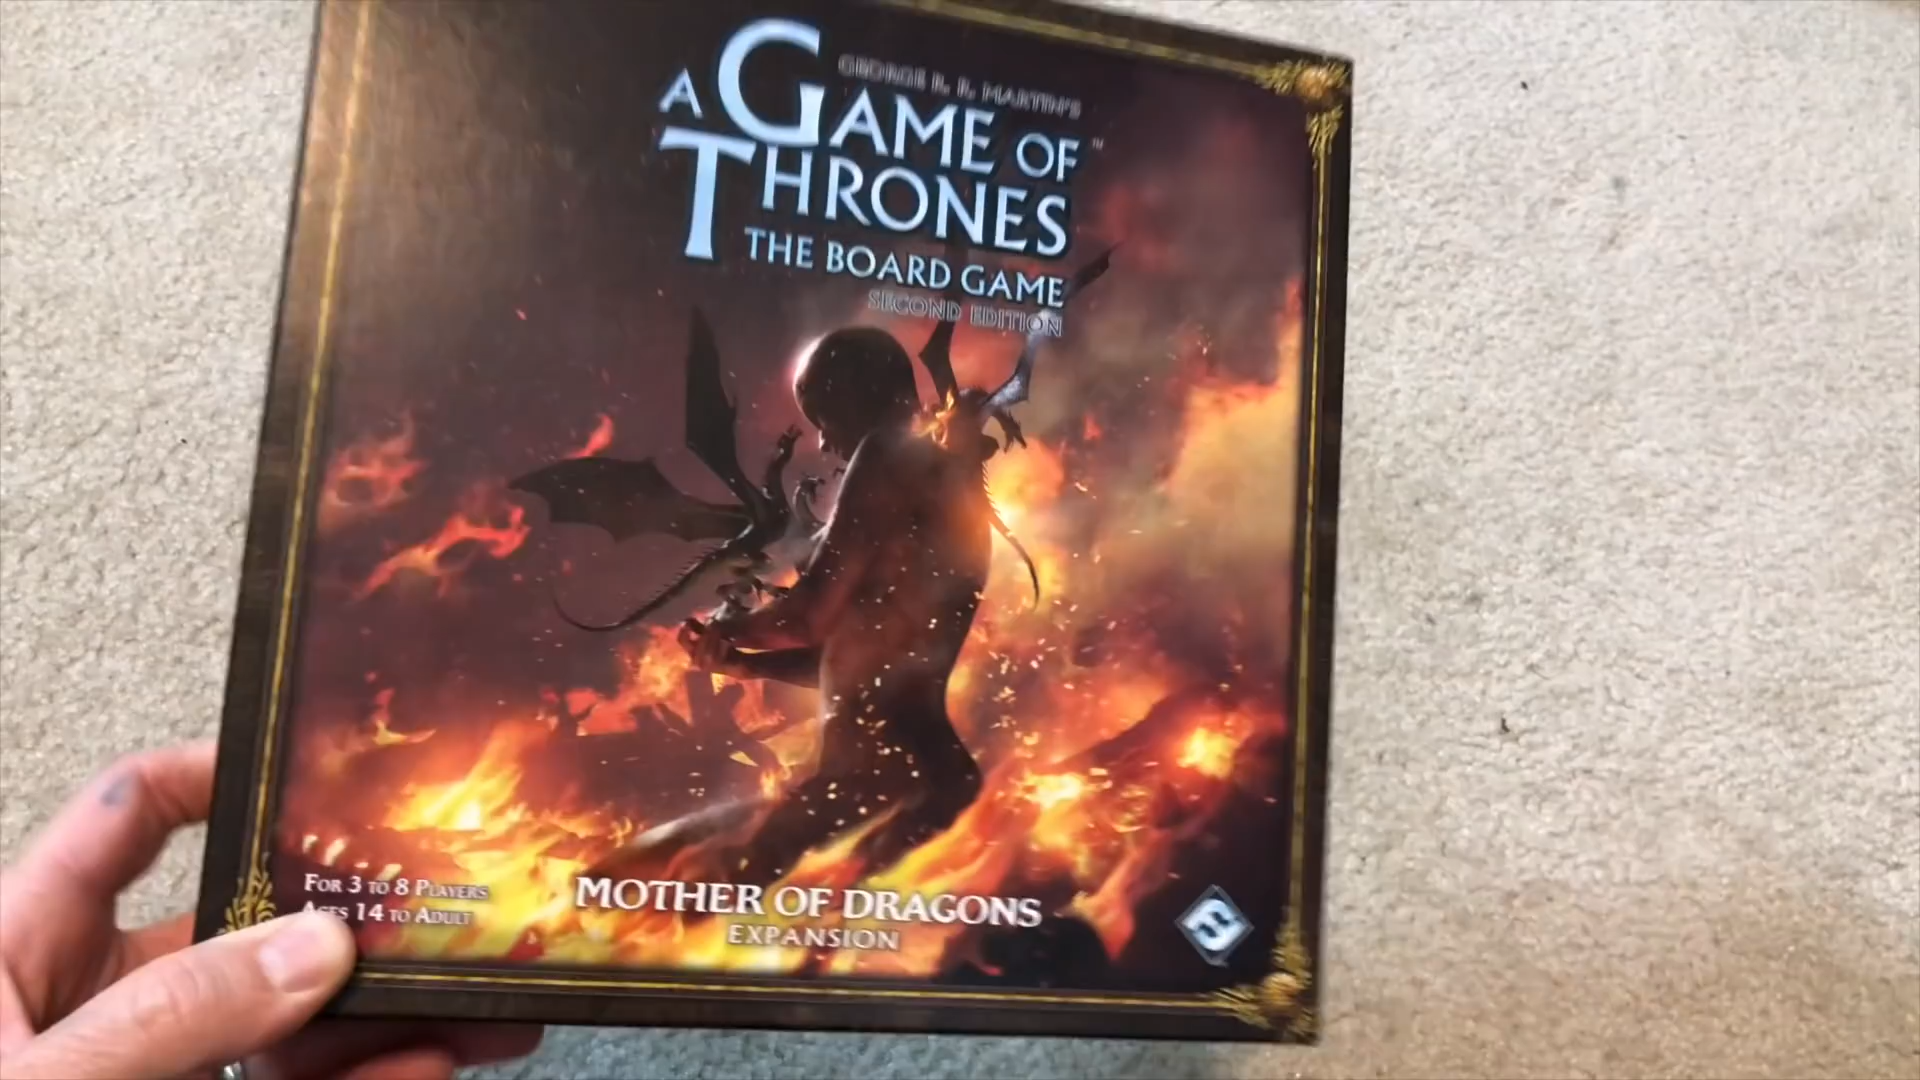 GEORGE R. R. MARTIN'S
A GAME OF
THRONES™
THE BOARD GAME
SECOND EDITION
FOR 3 TO 8 PLAYERS
AGES 14 TO ADULT
MOTHER OF DRAGONS
EXPANSION